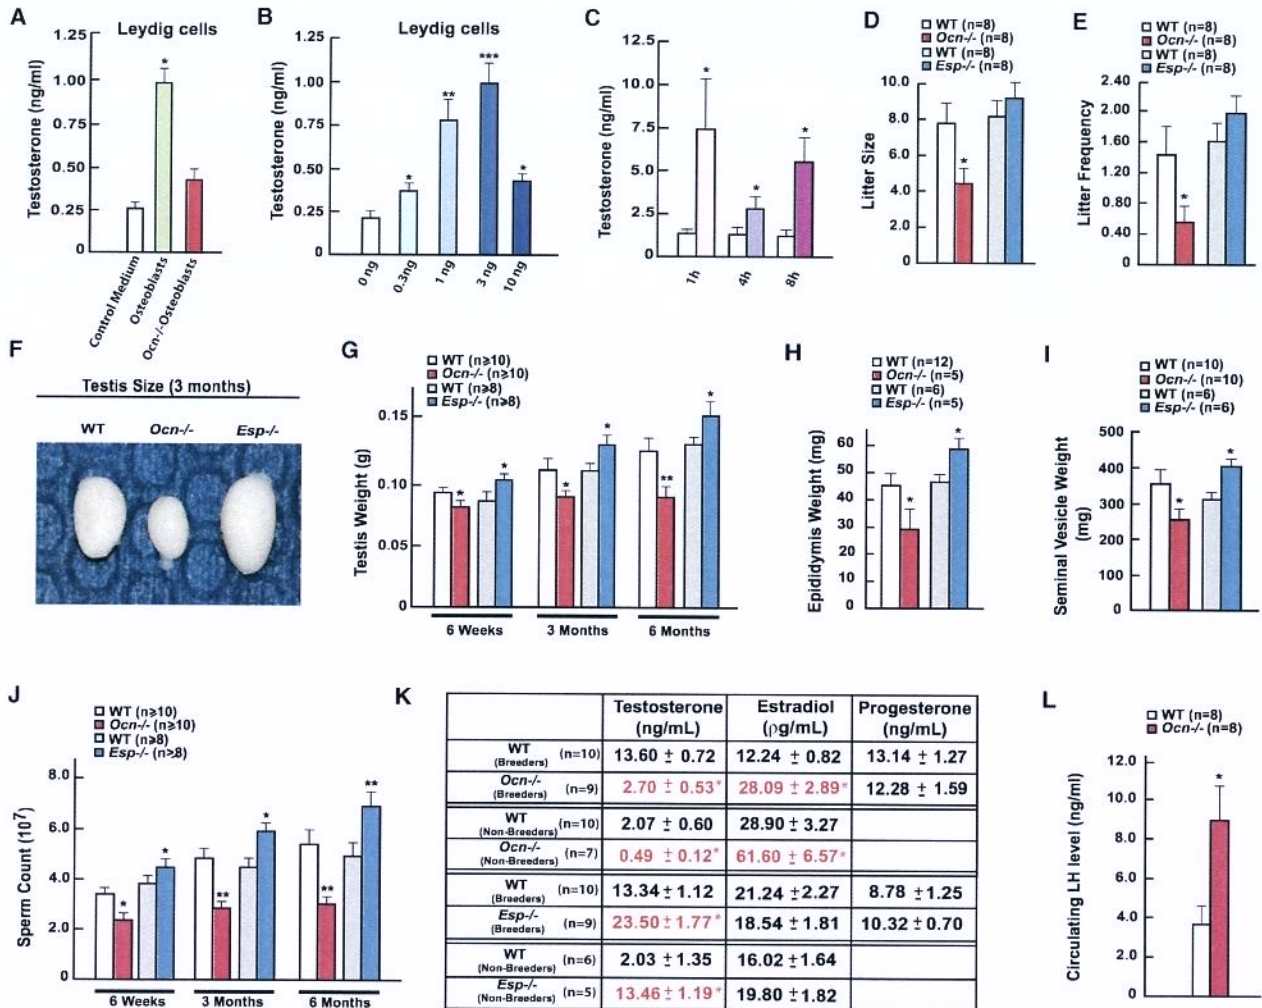 A
Leydig cells
Testosterone (ng/ml)
1.25
1.00
0.75
0.50
0.25
0
*
Control Medium
Osteoblasts
Ocn-/-Osteoblasts
B
Leydig cells
Testosterone (ng/ml)
1.25
1.00
0.75
0.50
0.25
0
*
**
***
*
0 ng
0.3ng
1 ng
3 ng
10 ng
C
Testosterone (ng/ml)
12.5
10.0
7.5
5.0
2.5
0
*
*
*
1h
4h
8h
D
WT (n=8)
Ocn-/- (n=8)
WT (n=8)
Esp-/- (n=8)
Litter Size
10.0
8.0
6.0
4.0
2.0
0
*
E
WT (n=8)
Ocn-/- (n=8)
WT (n=8)
Esp-/- (n=8)
Litter Frequency
2.40
2.00
1.60
1.20
0.80
0.40
0
*
F
Testis Size (3 months)
WT Ocn-/- Esp-/-
G
WT (n≥10)
Ocn-/- (n≥10)
WT (n≥8)
Esp-/- (n≥8)
Testis Weight (g)
0.15
0.10
0.05
0
*
*
*
*
**
*
6 Weeks
3 Months
6 Months
H
WT (n=12)
Ocn-/- (n=5)
WT (n=6)
Esp-/- (n=5)
Epididymis Weight (mg)
60
50
40
30
20
10
0
*
*
I
WT (n=10)
Ocn-/- (n=10)
WT (n=6)
Esp-/- (n=6)
Seminal Vesicle Weight
(mg)
500
400
300
200
100
0
*
*
J
WT (n≥10)
Ocn-/- (n≥10)
WT (n≥8)
Esp-/- (n≥8)
Sperm Count (10⁷)
8.0
6.0
4.0
2.0
0
*
*
**
*
**
**
6 Weeks
3 Months
6 Months
K
Testosterone Estradiol Progesterone
(ng/mL) (ρg/mL) (ng/mL)
WT
(Breeders) (n=10) 13.60 ± 0.72 12.24 ± 0.82 13.14 ± 1.27
Ocn-/-
(Breeders) (n=9) 2.70 ± 0.53* 28.09 ± 2.89* 12.28 ± 1.59
WT
(Non-Breeders) (n=10) 2.07 ± 0.60 28.90 ± 3.27
Ocn-/-
(Non-Breeders) (n=7) 0.49 ± 0.12* 61.60 ± 6.57*
WT
(Breeders) (n=10) 13.34 ± 1.12 21.24 ± 2.27 8.78 ± 1.25
Esp-/-
(Breeders) (n=9) 23.50 ± 1.77* 18.54 ± 1.81 10.32 ± 0.70
WT
(Non-Breeders) (n=6) 2.03 ± 1.35 16.02 ± 1.64
Esp-/-
(Non-Breeders) (n=5) 13.46 ± 1.19* 19.80 ± 1.82
L
WT (n=8)
Ocn-/- (n=8)
Circulating LH level (ng/ml)
12.0
10.0
8.0
6.0
4.0
2.0
0
*